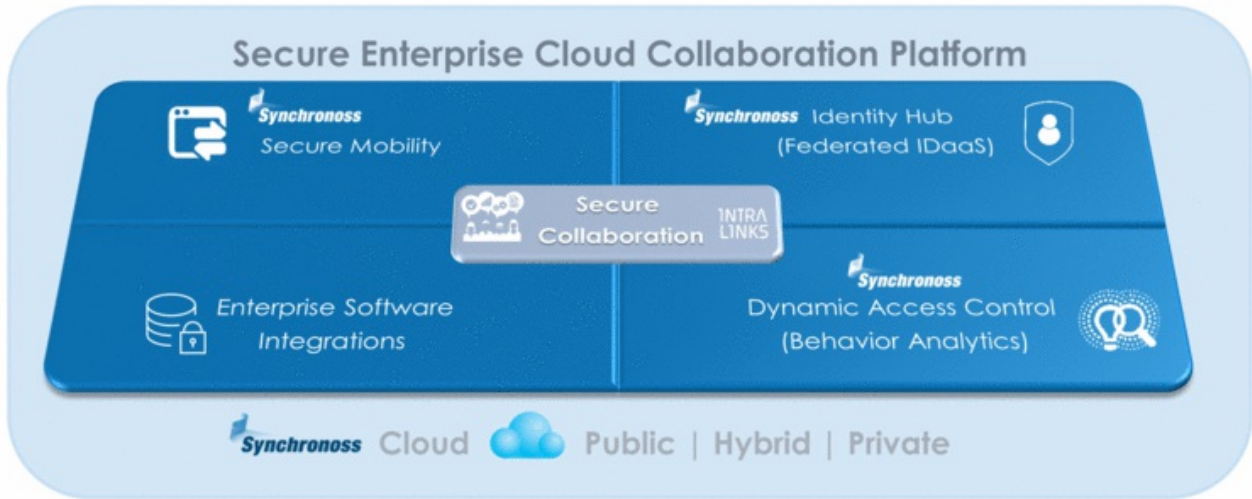 Secure Enterprise Cloud Collaboration Platform
Synchronoss
Secure Mobility
Synchronoss Identity Hub
(Federated IDaaS)
Secure
Collaboration
INTRA
LINKS
Enterprise Software
Integrations
Synchronoss
Dynamic Access Control
(Behavior Analytics)
Synchronoss Cloud Public | Hybrid | Private